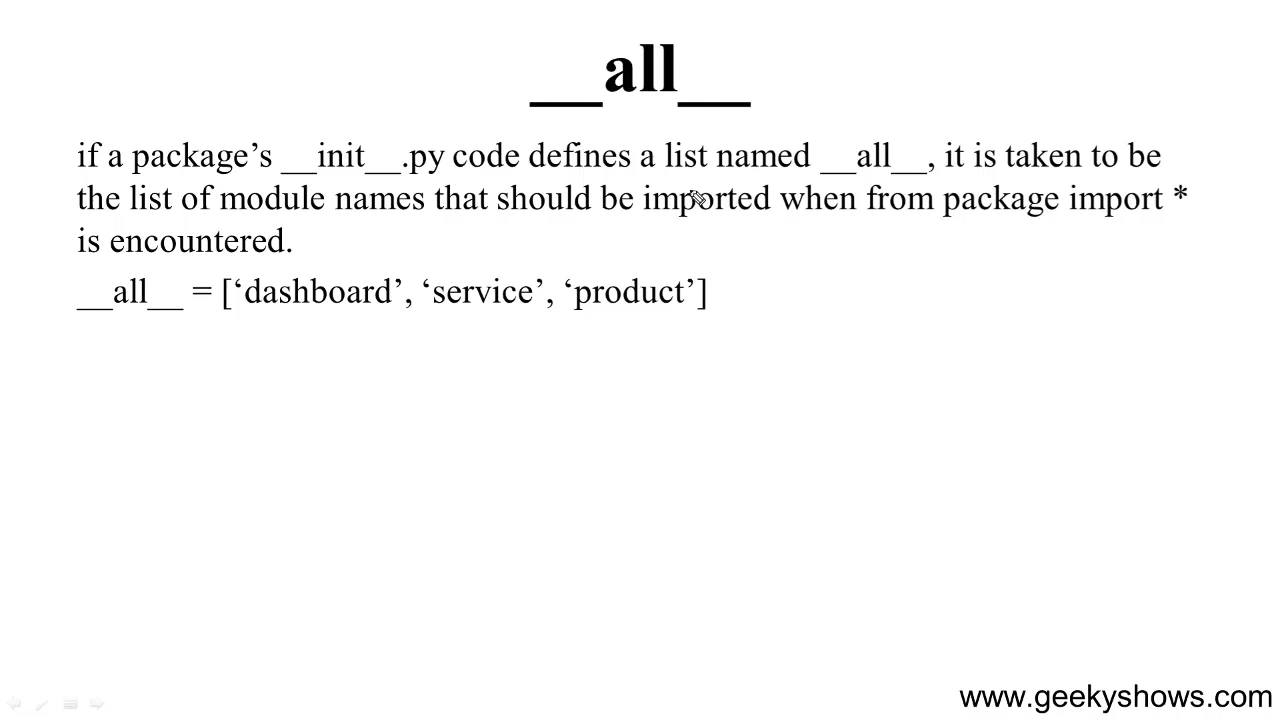 __all__
if a package’s __init__.py code defines a list named __all__, it is taken to be
the list of module names that should be imported when from package import *
is encountered.
__all__ = [‘dashboard’, ‘service’, ‘product’]
www.geekyshows.com